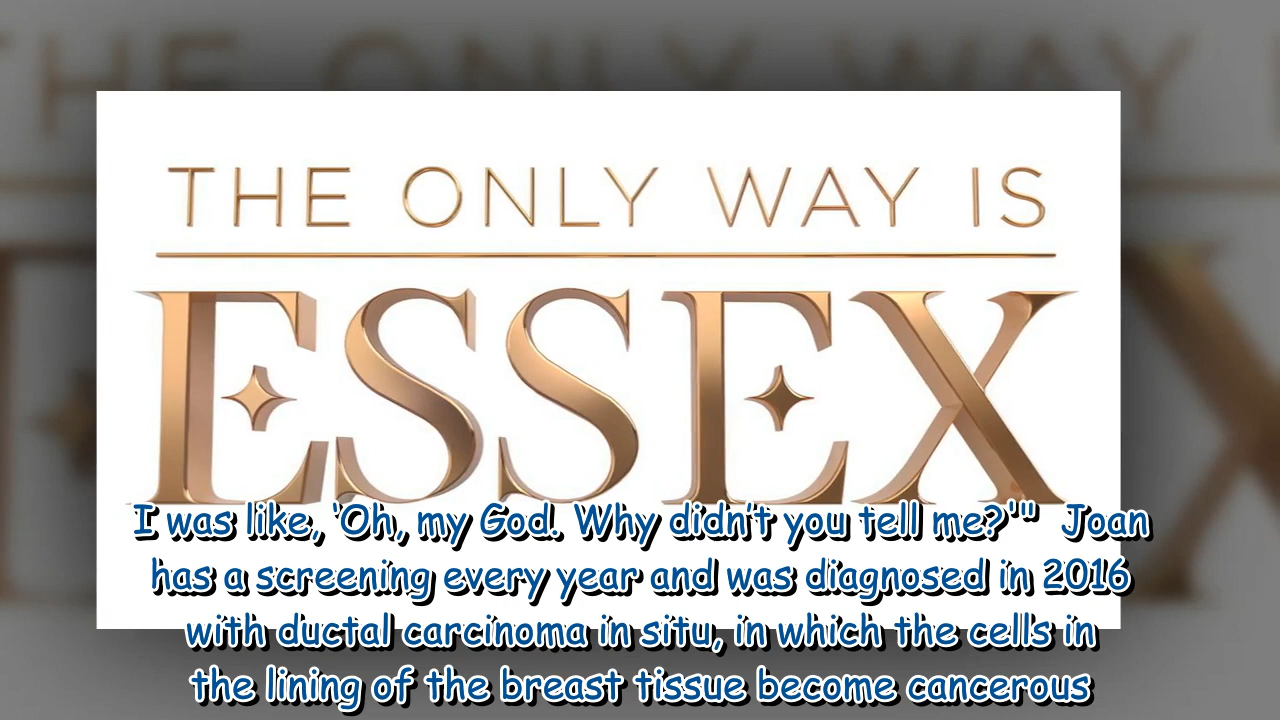 THE ONLY WAY IS
ESSEX
I was like, 'Oh, my God. Why didn't you tell me?'"  Joan
has a screening every year and was diagnosed in 2016
with ductal carcinoma in situ, in which the cells in
the lining of the breast tissue become cancerous